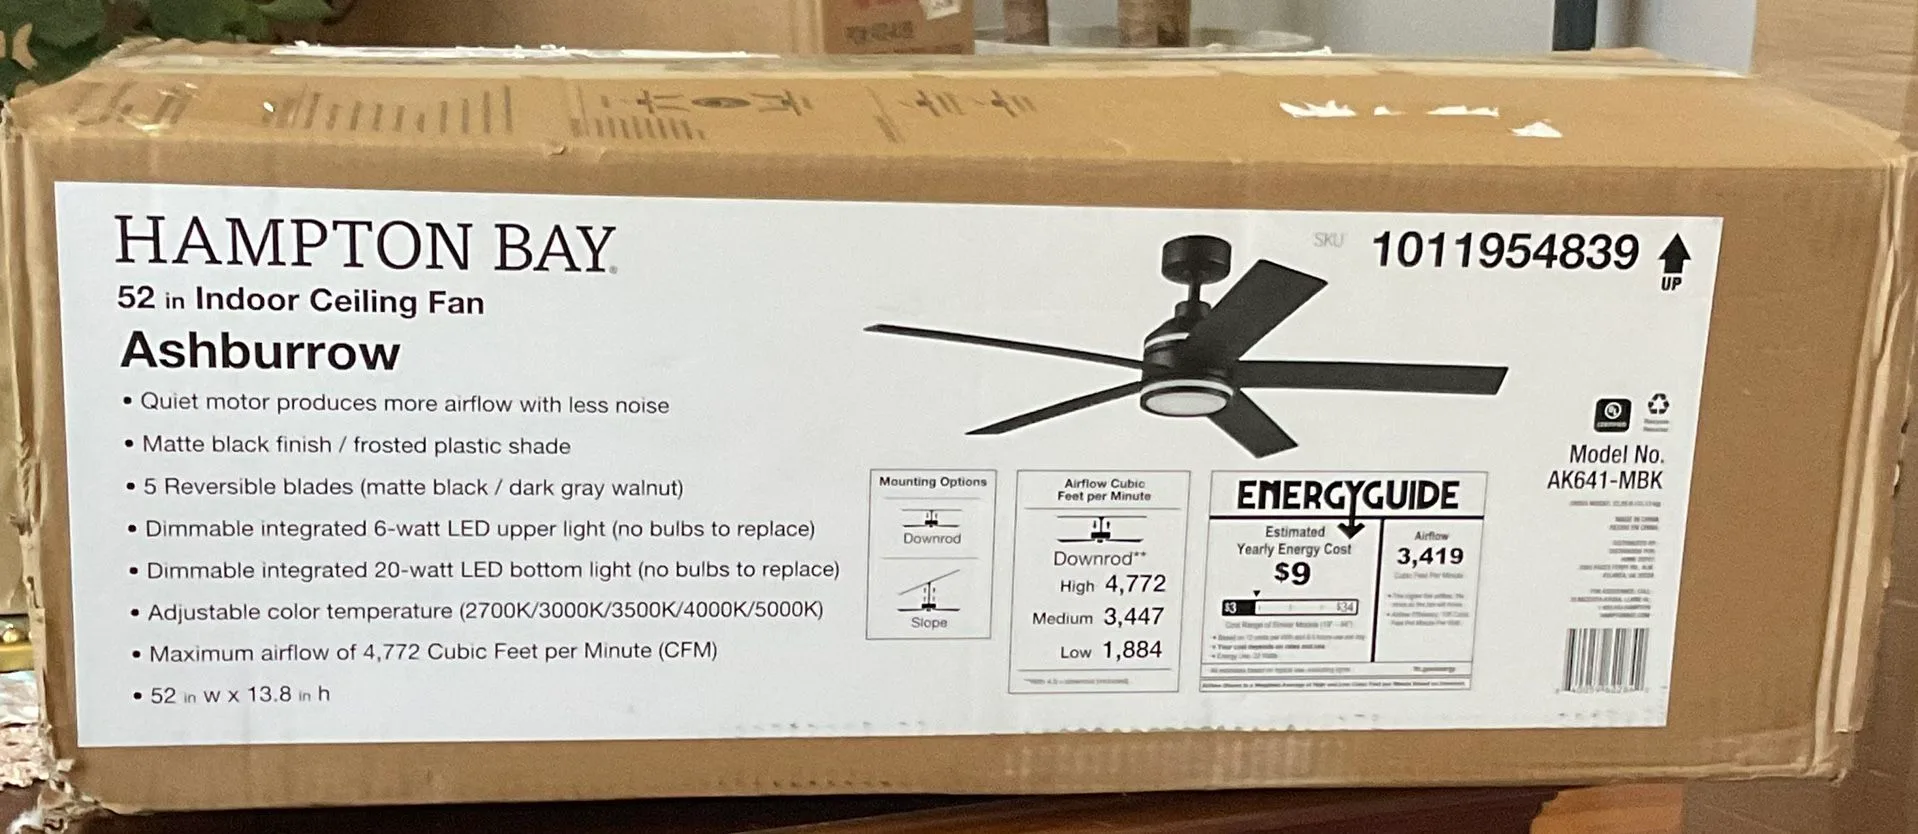 HAMPTON BAY
52 in Indoor Ceiling Fan
Ashburrow
• Quiet motor produces more airflow with less noise
• Matte black finish / frosted plastic shade
• 5 Reversible blades (matte black / dark gray walnut)
• Dimmable integrated 6-watt LED upper light (no bulbs to replace)
• Dimmable integrated 20-watt LED bottom light (no bulbs to replace)
• Adjustable color temperature (2700K/3000K/3500K/4000K/5000K)
• Maximum airflow of 4,772 Cubic Feet per Minute (CFM)
• 52 in w x 13.8 in h
SKU 1011954839
UP
Mounting Options
Downrod
Slope
Airflow Cubic
Feet per Minute
Downrod**
High 4,772
Medium 3,447
Low 1,884
ENERGYGUIDE
Estimated
Yearly Energy Cost
$9
$3 $34
Airflow
3,419
Cubic Feet Per Minute
Model No.
AK641-MBK